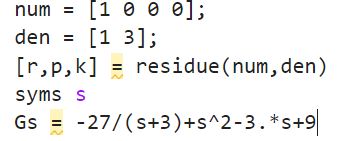 num = [1 0 0 0];
den = [1 3];
[r,p,k] = residue(num,den)
syms s
Gs = -27/(s+3)+s^2-3.*s+9